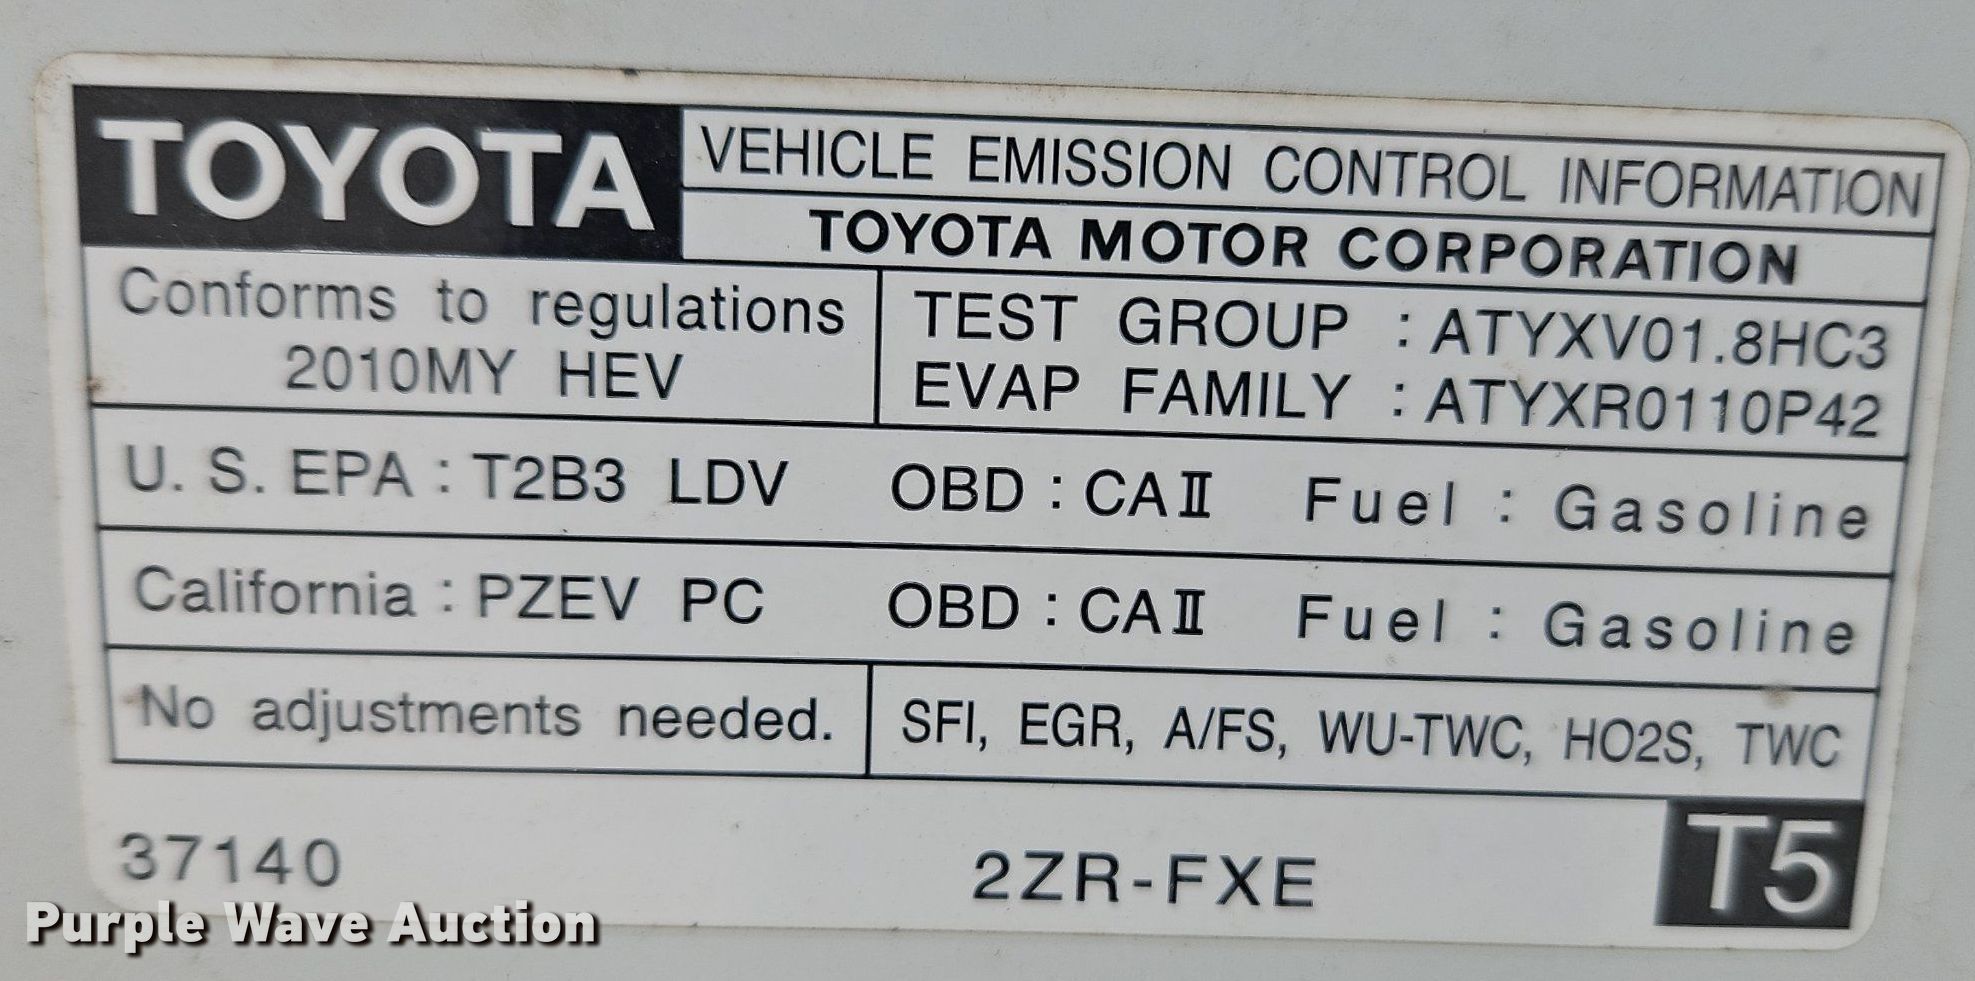 TOYOTA
VEHICLE EMISSION CONTROL INFORMATION
TOYOTA MOTOR CORPORATION
Conforms to regulations
2010MY HEV
TEST GROUP : ATYXV01.8HC3
EVAP FAMILY : ATYXR0110P42
U. S. EPA : T2B3 LDV OBD : CAⅡ Fuel : Gasoline
California : PZEV PC OBD : CAⅡ Fuel : Gasoline
No adjustments needed.
SFI, EGR, A/FS, WU-TWC, HO2S, TWC
37140
2ZR-FXE
T5
Purple Wave Auction